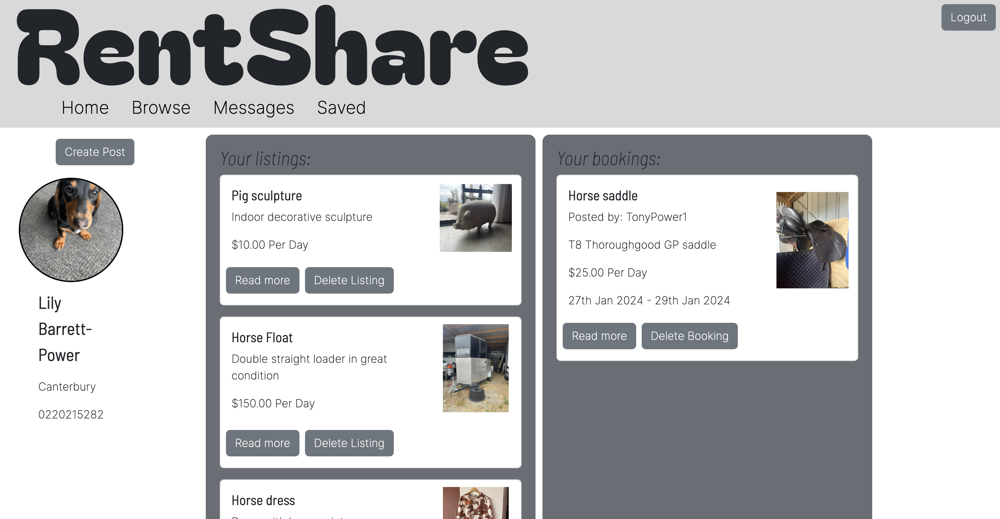 RentShare
Logout
Home Browse Messages Saved
Create Post
Lily
Barrett-
Power
Canterbury
0220215282
Your listings:
Pig sculpture
Indoor decorative sculpture
$10.00 Per Day
Read more Delete Listing
Horse Float
Double straight loader in great
condition
$150.00 Per Day
Read more Delete Listing
Horse dress
Your bookings:
Horse saddle
Posted by: TonyPower1
T8 Thoroughgood GP saddle
$25.00 Per Day
27th Jan 2024 - 29th Jan 2024
Read more Delete Booking